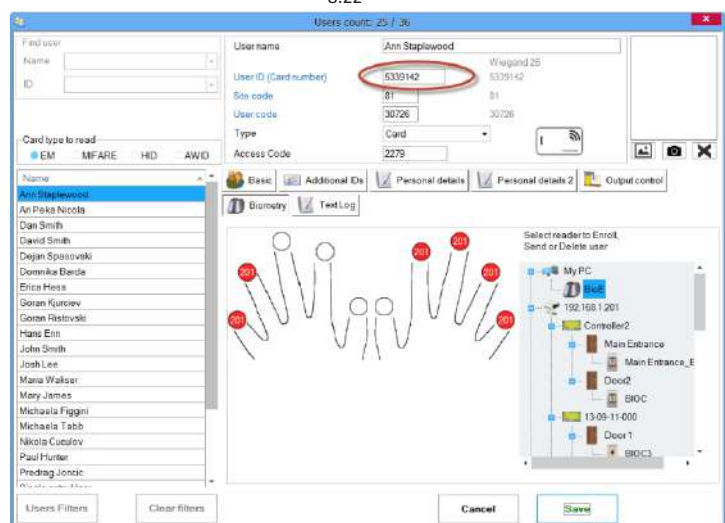 Users count: 25 / 36
Find user
Name
ID
User name
Ann Staplewood
Wiegand 26
User ID (Card number)
5339142
5339142
Site code
81
81
User code
30726
30726
Type
Card
Access Code
2279
Card type to read
EM
MIFARE
HID
AWID
Name
Ann Staplewood
An Peka Nicola
Dan Smith
David Smith
Dejan Spasovski
Domnika Barda
Erica Hess
Goran Kjurciev
Goran Ristovski
Hans Enn
John Smith
Josh Lee
Maria Waliser
Mary James
Michaela Figgini
Michaela Tabb
Nikola Cuculov
Paul Hunter
Predrag Joncic
Basic
Additional IDs
Personal details
Personal details 2
Output control
Biometry
Text Log
201
201
201
201
201
201
Select reader to Enroll,
Send or Delete user
My PC
BioE
192.168.1.201
Controller2
Main Entrance
Main Entrance_E
Door2
BIOC
13-09-11-000
Door 1
BIOC3
Users Filters
Clear filters
Cancel
Save